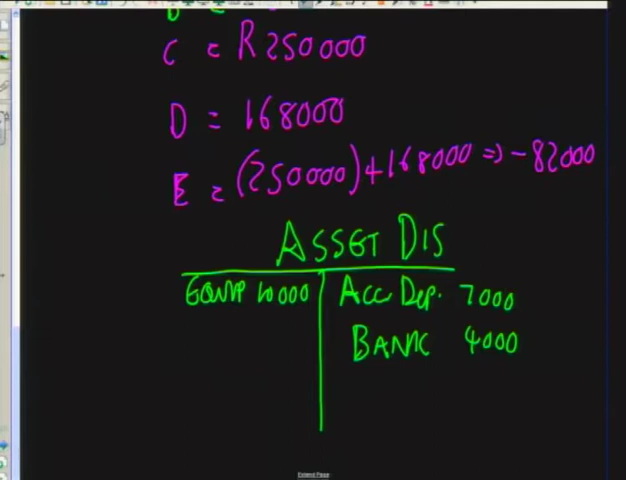 C = R250000
D = 168000
E = (250000)+168000 => -82000
ASSET DIS
EQUIP 10000 Acc Dep. 7000
BANK 4000
Extend Page